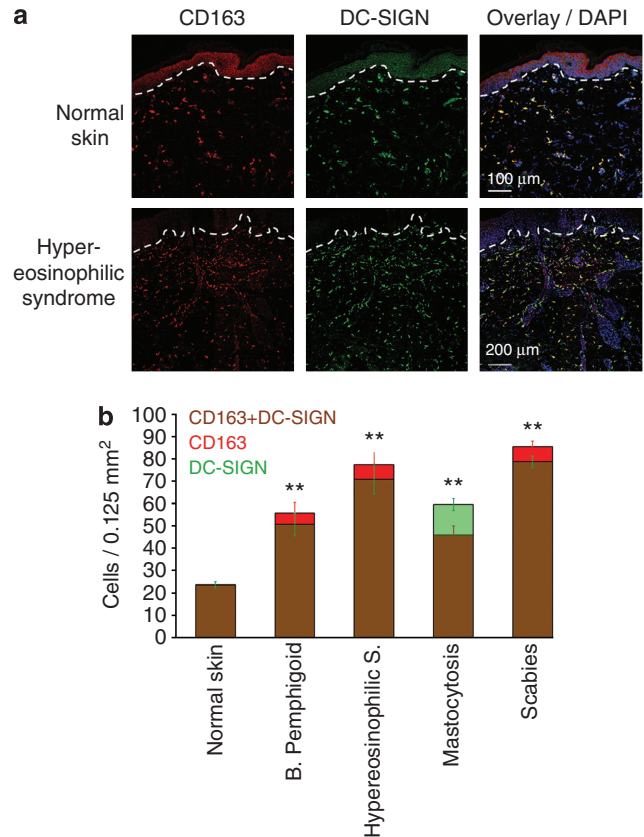 a
CD163
DC-SIGN
Overlay / DAPI
Normal
skin
100 μm
Hyper-
eosinophilic
syndrome
200 μm
b
CD163+DC-SIGN
CD163
DC-SIGN
Cells / 0.125 mm²
100
90
80
70
60
50
40
30
20
10
0
**
**
**
**
Normal skin
B. Pemphigoid
Hypereosinophilic S.
Mastocytosis
Scabies